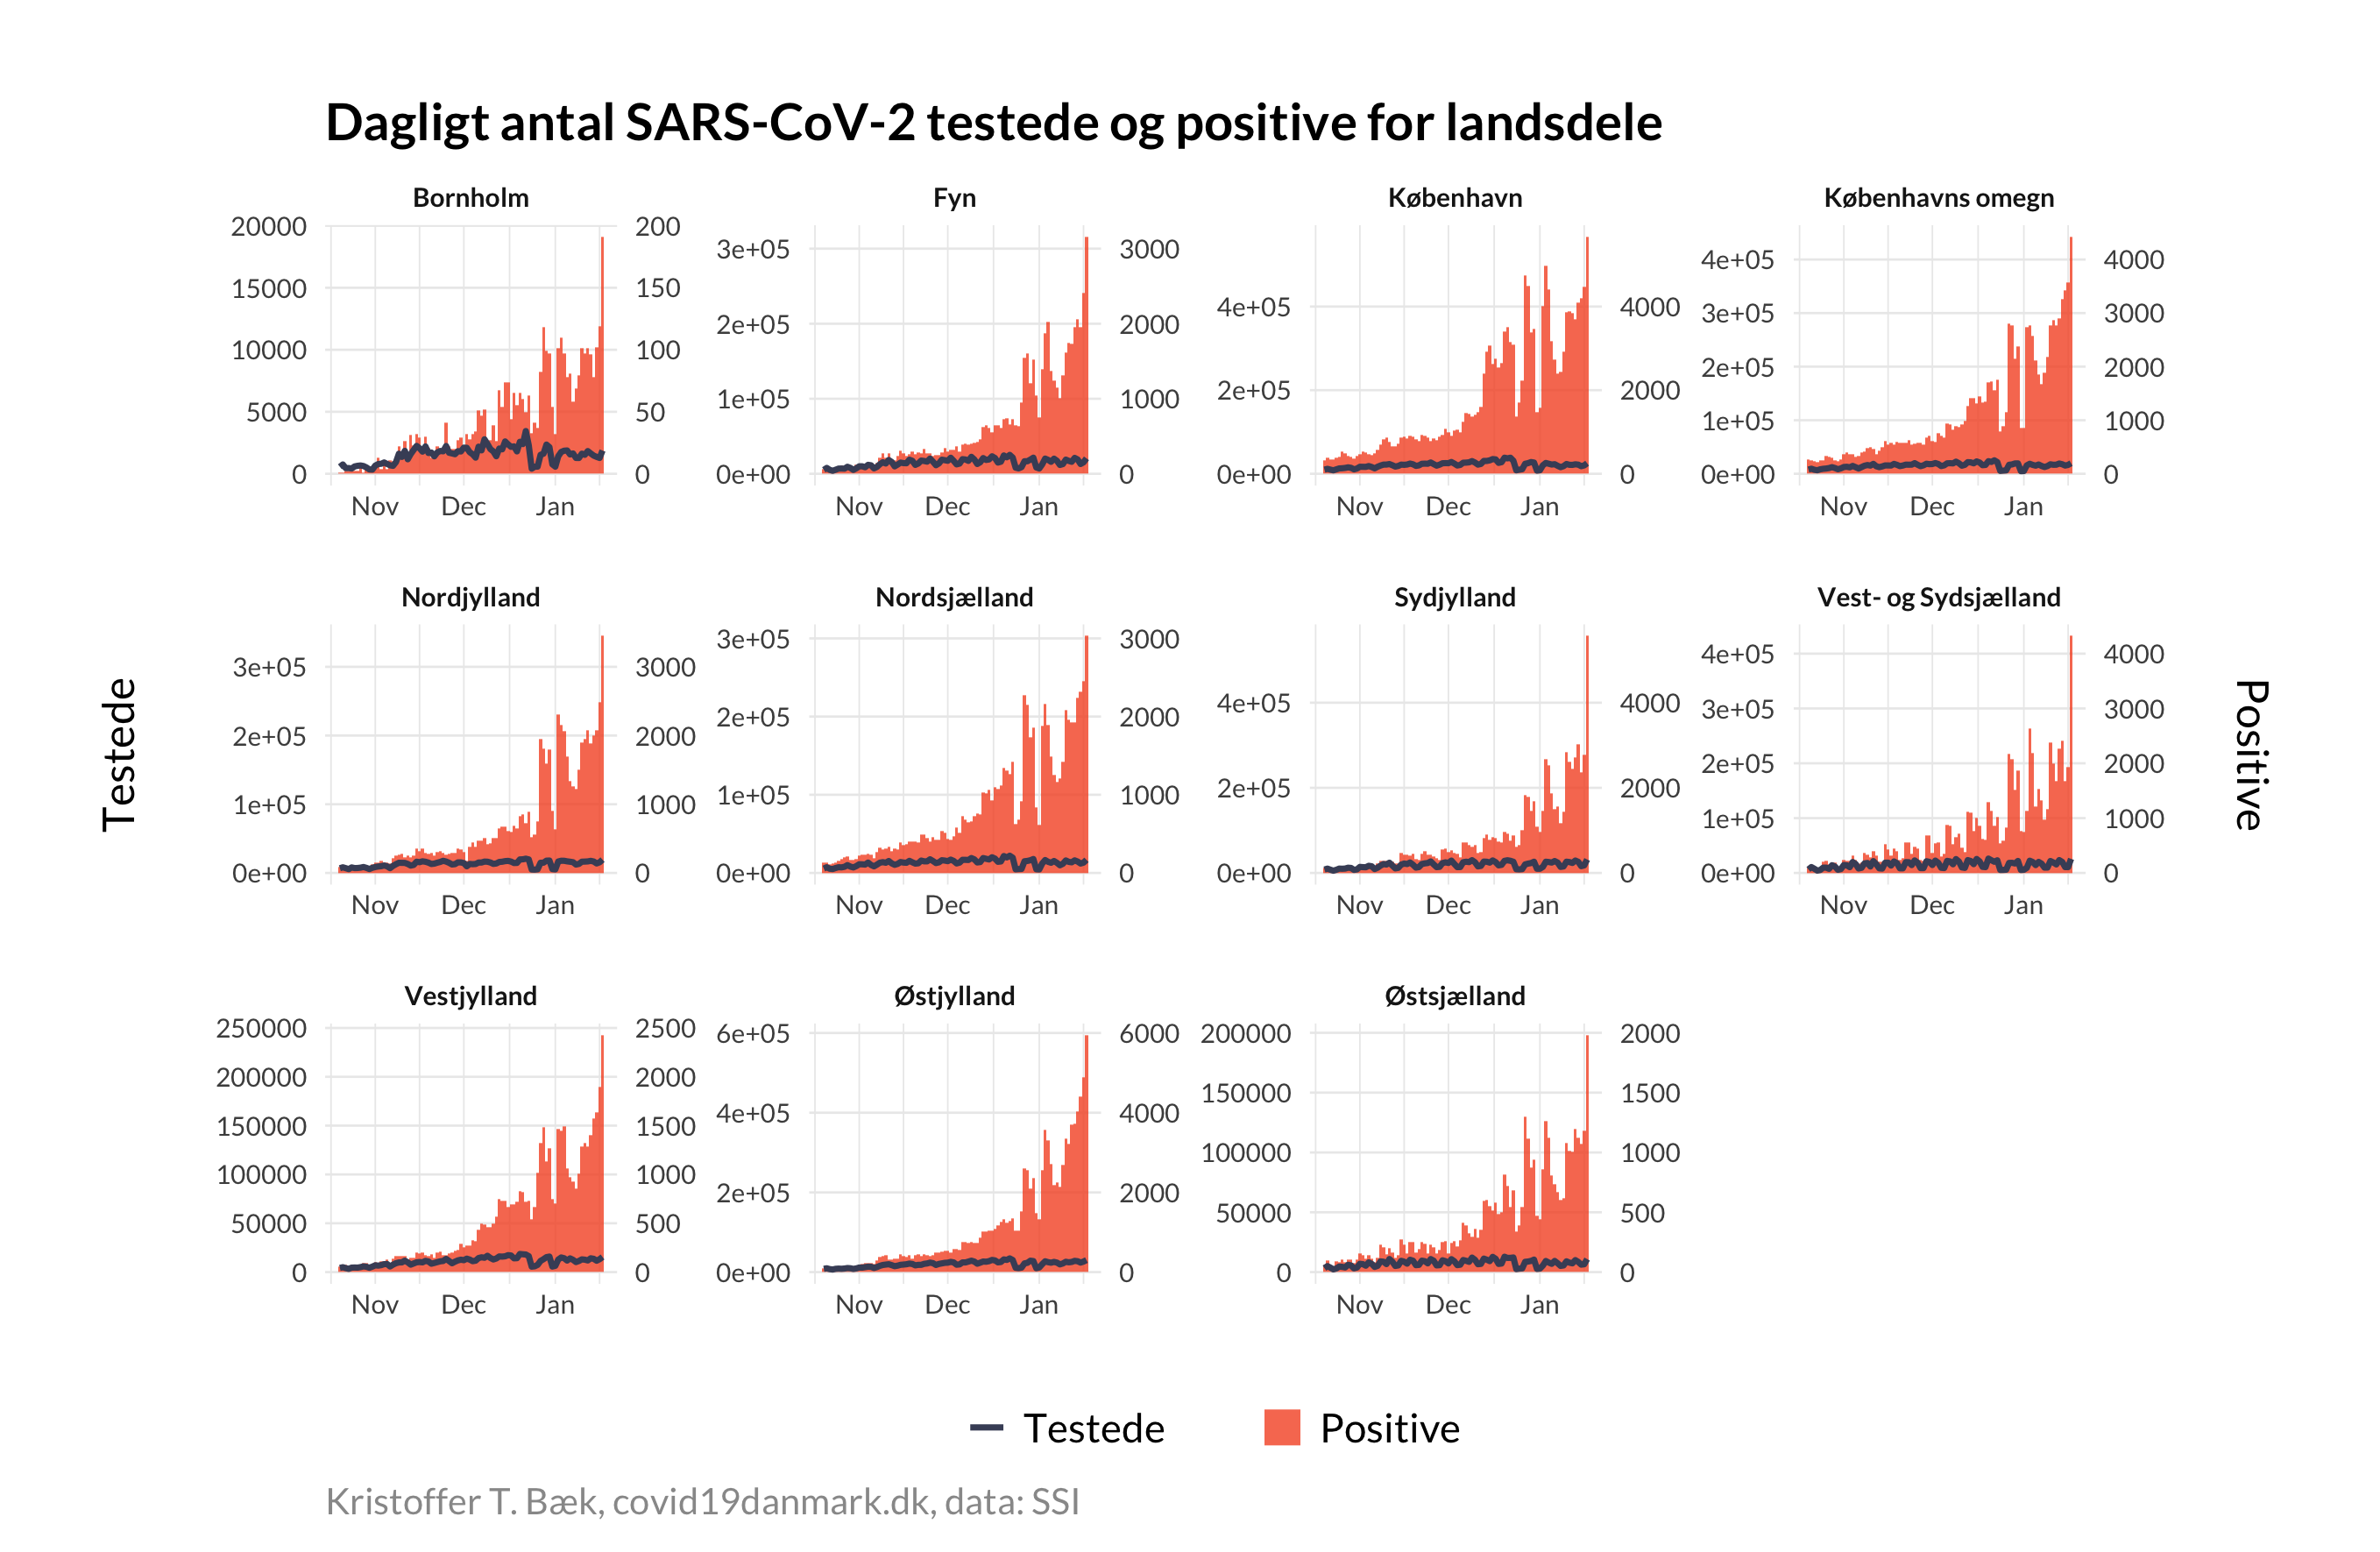 Dagligt antal SARS-CoV-2 testede og positive for landsdele
Bornholm
20000
15000
10000
5000
0
200
150
100
50
0
Nov Dec Jan
Fyn
3e+05
2e+05
1e+05
0e+00
3000
2000
1000
0
Nov Dec Jan
København
4e+05
2e+05
0e+00
4000
2000
0
Nov Dec Jan
Københavns omegn
4e+05
3e+05
2e+05
1e+05
0e+00
4000
3000
2000
1000
0
Nov Dec Jan
Testede
Nordjylland
3e+05
2e+05
1e+05
0e+00
3000
2000
1000
0
Nov Dec Jan
Nordsjælland
3e+05
2e+05
1e+05
0e+00
3000
2000
1000
0
Nov Dec Jan
Sydjylland
4e+05
2e+05
0e+00
4000
2000
0
Nov Dec Jan
Vest- og Sydsjælland
4e+05
3e+05
2e+05
1e+05
0e+00
4000
3000
2000
1000
0
Nov Dec Jan
Positive
Vestjylland
250000
200000
150000
100000
50000
0
2500
2000
1500
1000
500
0
Nov Dec Jan
Østjylland
6e+05
4e+05
2e+05
0e+00
6000
4000
2000
0
Nov Dec Jan
Østsjælland
200000
150000
100000
50000
0
2000
1500
1000
500
0
Nov Dec Jan
Testede Positive
Kristoffer T. Bæk, covid19danmark.dk, data: SSI